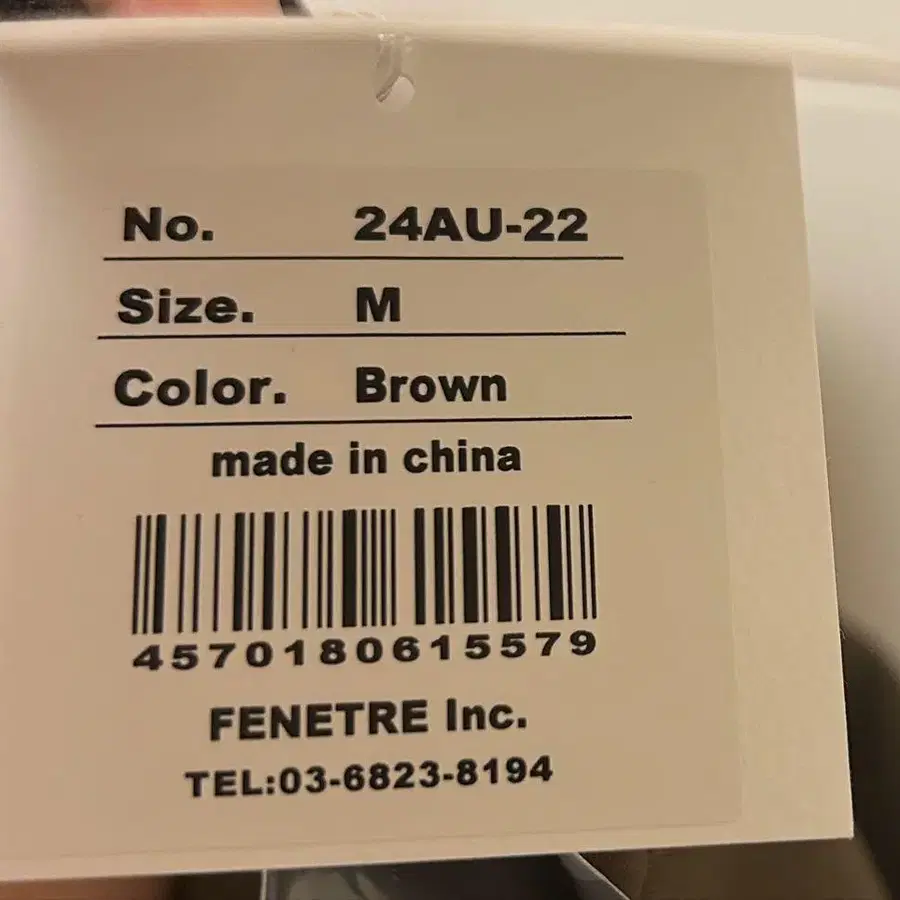 No. 24AU-22
Size. M
Color. Brown
made in china
4570180615579
FENETRE Inc.
TEL:03-6823-8194